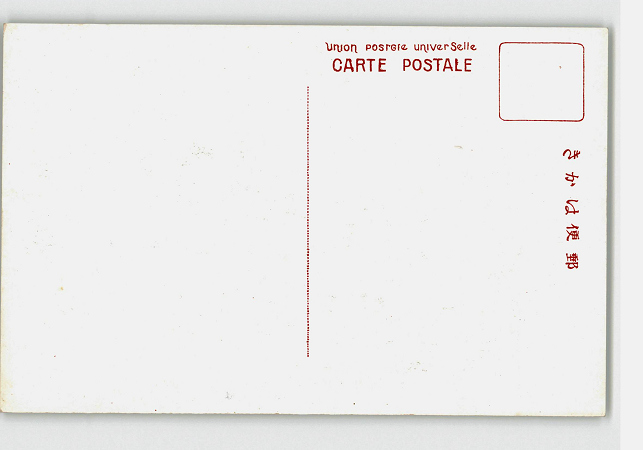 Union Postale Universelle
CARTE POSTALE
郵便はかき